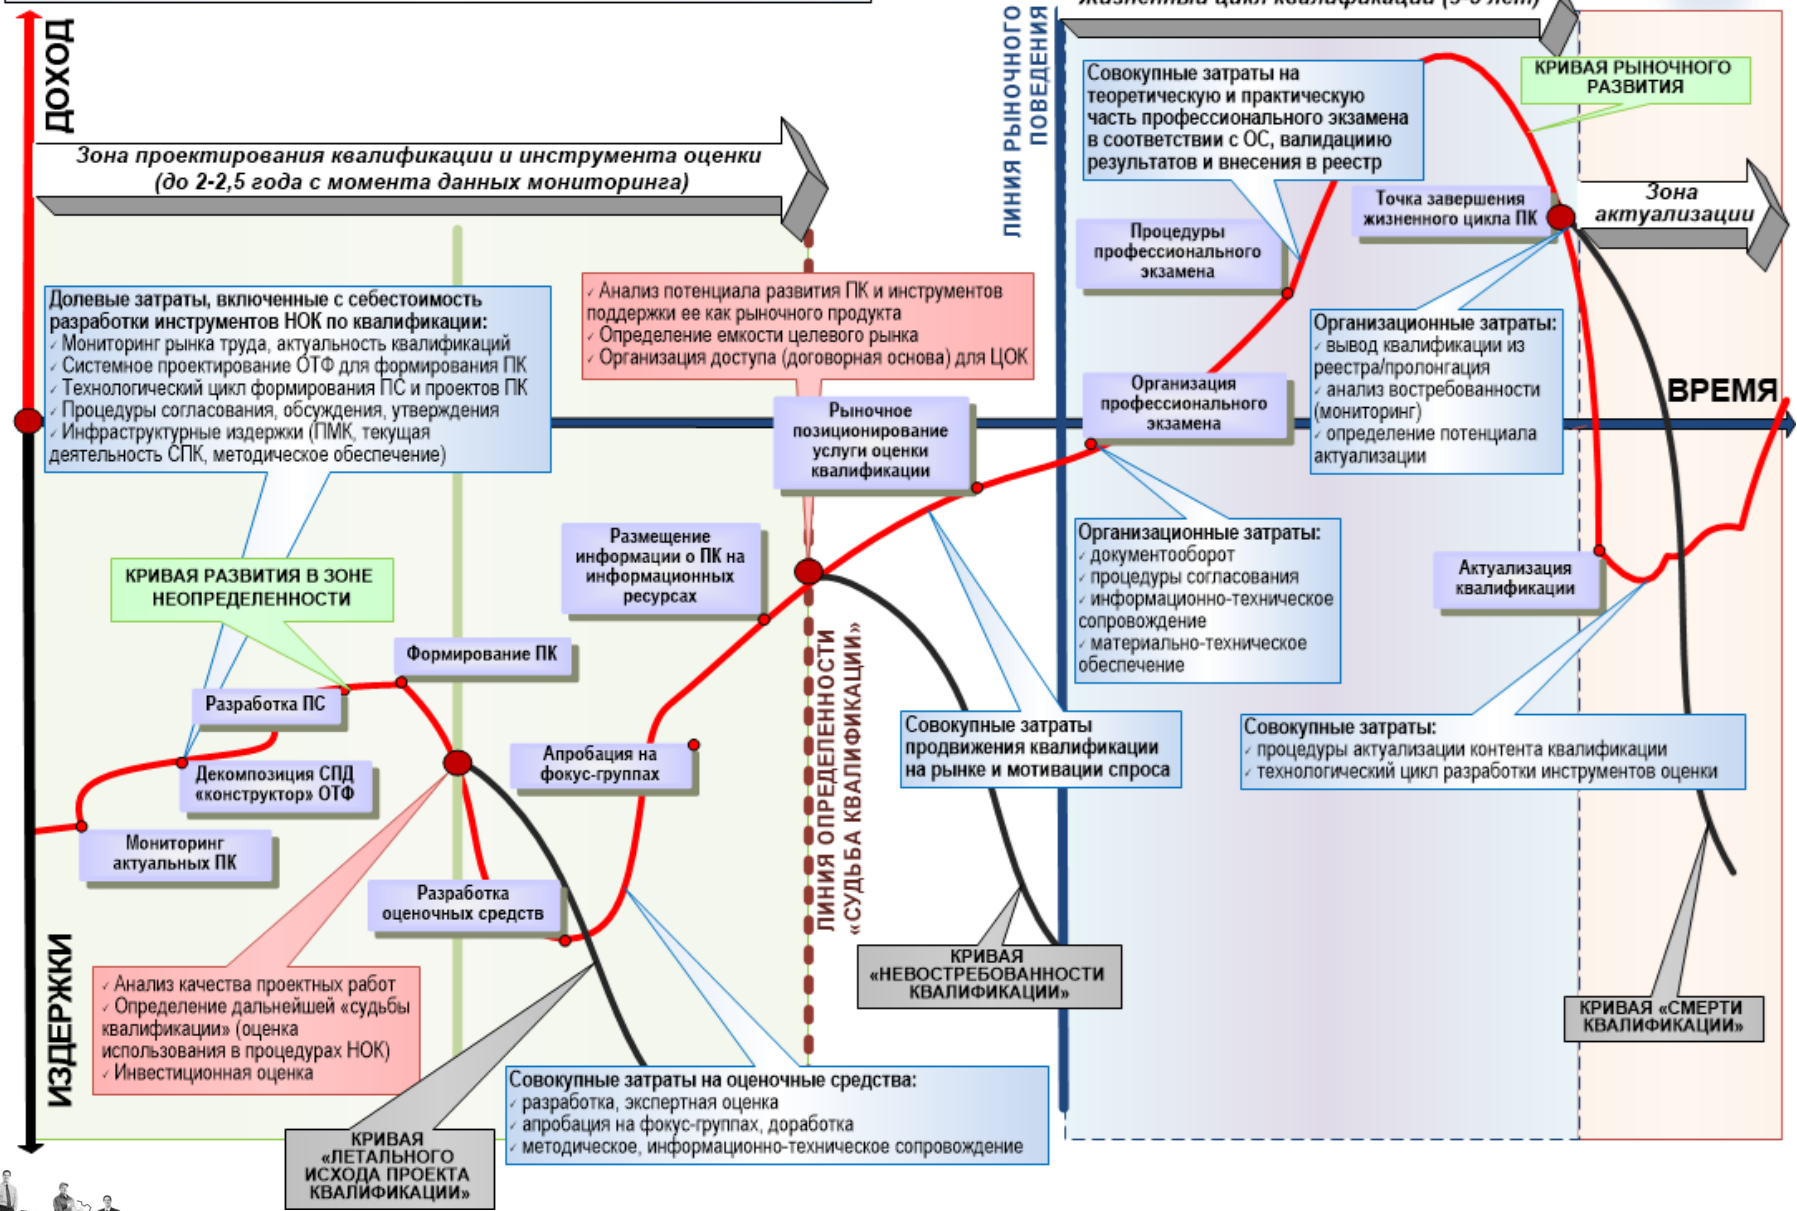 Жизненный цикл квалификации
ДОХОД
ЛИНИЯ РЫНОЧНОГО
ПОВЕДЕНИЯ
Зона проектирования квалификации и инструмента оценки
(до 2-2,5 года с момента данных мониторинга)
Совокупные затраты на
теоретическую и практическую
часть профессионального экзамена
в соответствии с ОС, валидациию
результатов и внесения в реестр
КРИВАЯ РЫНОЧНОГО
РАЗВИТИЯ
Зона
актуализации
Точка завершения
жизненного цикла ПК
Процедуры
профессионального
экзамена
Долевые затраты, включенные с себестоимость
разработки инструментов НОК по квалификации:
✓ Мониторинг рынка труда, актуальность квалификаций
✓ Системное проектирование ОТФ для формирования ПК
✓ Технологический цикл формирования ПС и проектов ПК
✓ Процедуры согласования, обсуждения, утверждения
✓ Инфраструктурные издержки (ПМК, текущая
деятельность СПК, методическое обеспечение)
✓ Анализ потенциала развития ПК и инструментов
поддержки ее как рыночного продукта
✓ Определение емкости целевого рынка
✓ Организация доступа (договорная основа) для ЦОК
Организационные затраты:
✓ вывод квалификации из
реестра/пролонгация
✓ анализ востребованности
(мониторинг)
✓ определение потенциала
актуализации
ВРЕМЯ
Организация
профессионального
экзамена
Рыночное
позиционирование
услуги оценки
квалификации
Размещение
информации о ПК на
информационных
ресурсах
Организационные затраты:
✓ документооборот
✓ процедуры согласования
✓ информационно-техническое
сопровождение
✓ материально-техническое
обеспечение
Актуализация
квалификации
КРИВАЯ РАЗВИТИЯ В ЗОНЕ
НЕОПРЕДЕЛЕННОСТИ
Формирование ПК
Разработка ПС
Декомпозиция СПД
«конструктор» ОТФ
Мониторинг
актуальных ПК
Апробация на
фокус-группах
Разработка
оценочных средств
ЛИНИЯ ОПРЕДЕЛЕННОСТИ
«СУДЬБА КВАЛИФИКАЦИИ»
Совокупные затраты
продвижения квалификации
на рынке и мотивации спроса
Совокупные затраты:
✓ процедуры актуализации контента квалификации
✓ технологический цикл разработки инструментов оценки
ИЗДЕРЖКИ
✓ Анализ качества проектных работ
✓ Определение дальнейшей «судьбы
квалификации» (оценка
использования в процедурах НОК)
✓ Инвестиционная оценка
КРИВАЯ
«НЕВОСТРЕБОВАННОСТИ
КВАЛИФИКАЦИИ»
КРИВАЯ «СМЕРТИ
КВАЛИФИКАЦИИ»
Совокупные затраты на оценочные средства:
✓ разработка, экспертная оценка
✓ апробация на фокус-группах, доработка
✓ методическое, информационно-техническое сопровождение
КРИВАЯ
«ЛЕТАЛЬНОГО
ИСХОДА ПРОЕКТА
КВАЛИФИКАЦИИ»